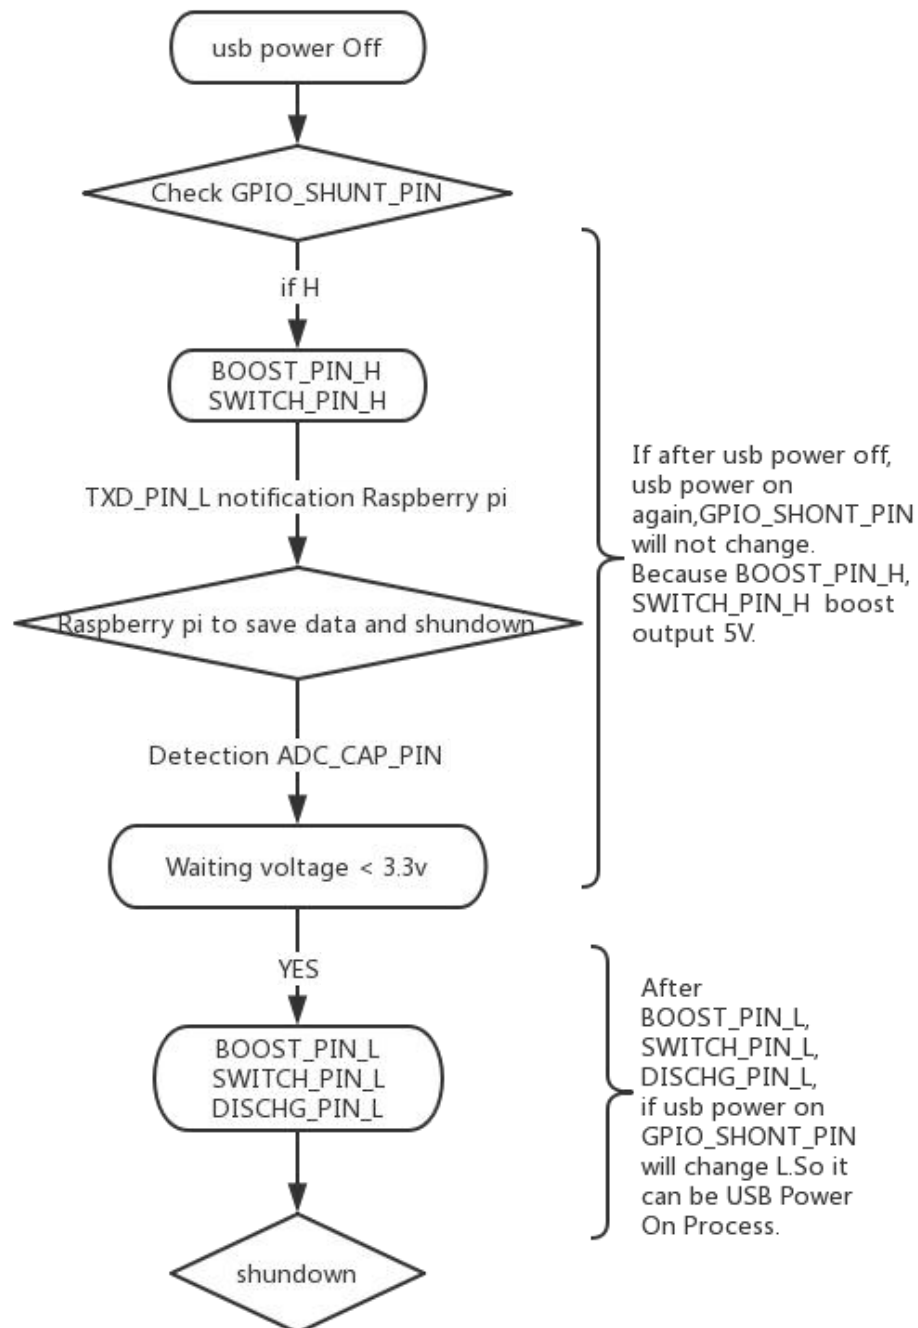 usb power Off
Check GPIO_SHUNT_PIN
if H
BOOST_PIN_H
SWITCH_PIN_H
TXD_PIN_L notification Raspberry pi
Raspberry pi to save data and shundown
Detection ADC_CAP_PIN
Waiting voltage < 3.3v
If after usb power off,
usb power on
again,GPIO_SHONT_PIN
will not change.
Because BOOST_PIN_H,
SWITCH_PIN_H boost
output 5V.
YES
BOOST_PIN_L
SWITCH_PIN_L
DISCHG_PIN_L
shundown
After
BOOST_PIN_L,
SWITCH_PIN_L,
DISCHG_PIN_L,
if usb power on
GPIO_SHONT_PIN
will change L.So it
can be USB Power
On Process.